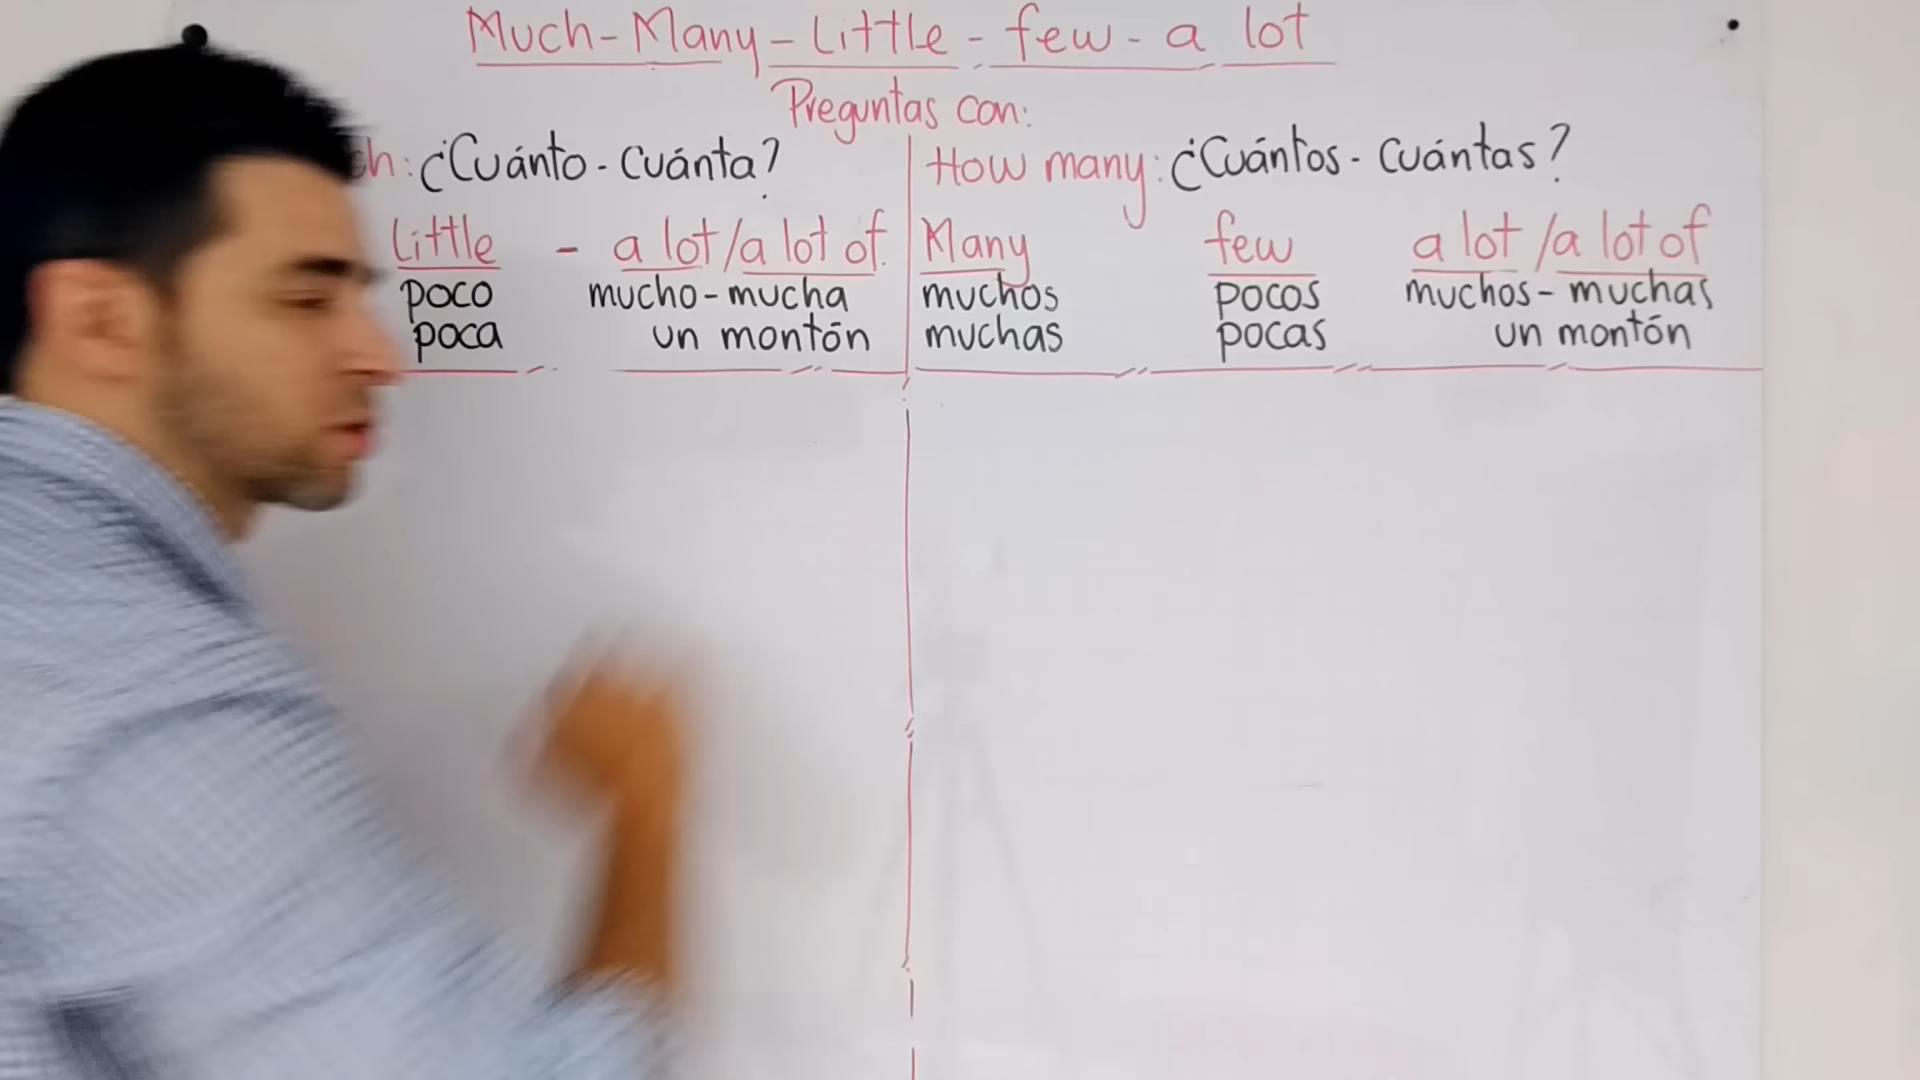 Much-Many-Little-few-a lot
Preguntas con:
h: ¿Cuánto-cuánta?
Little - a lot/a lot of
poco mucho-mucha
poca un montón
How many: ¿Cuántos-cuántas?
Many few a lot/a lot of
muchos pocos muchos-muchas
muchas pocas un montón